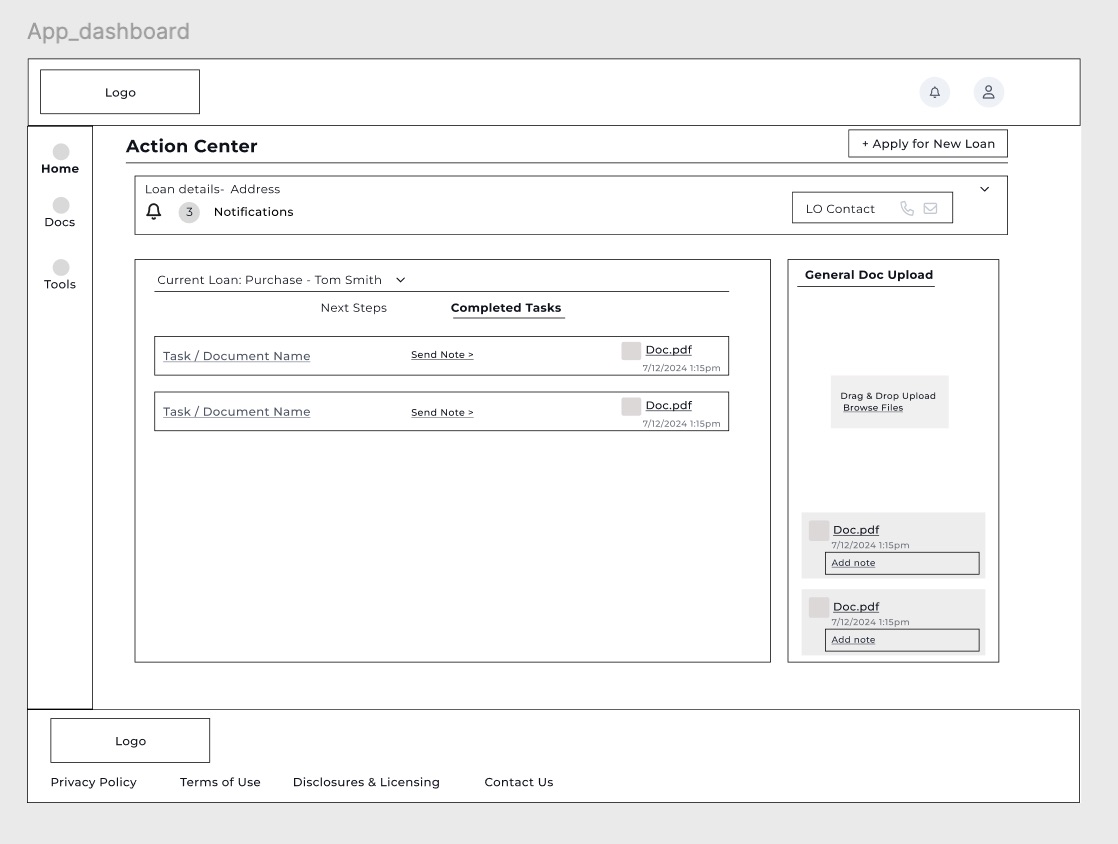 App_dashboard
Logo
Action Center
+ Apply for New Loan
Home
Docs
Tools
Loan details- Address
3 Notifications
LO Contact
Current Loan: Purchase - Tom Smith
Next Steps
Completed Tasks
Task / Document Name
Send Note >
Doc.pdf
7/12/2024 1:15pm
Task / Document Name
Send Note >
Doc.pdf
7/12/2024 1:15pm
General Doc Upload
Drag & Drop Upload
Browse Files
Doc.pdf
7/12/2024 1:15pm
Add note
Doc.pdf
7/12/2024 1:15pm
Add note
Logo
Privacy Policy
Terms of Use
Disclosures & Licensing
Contact Us